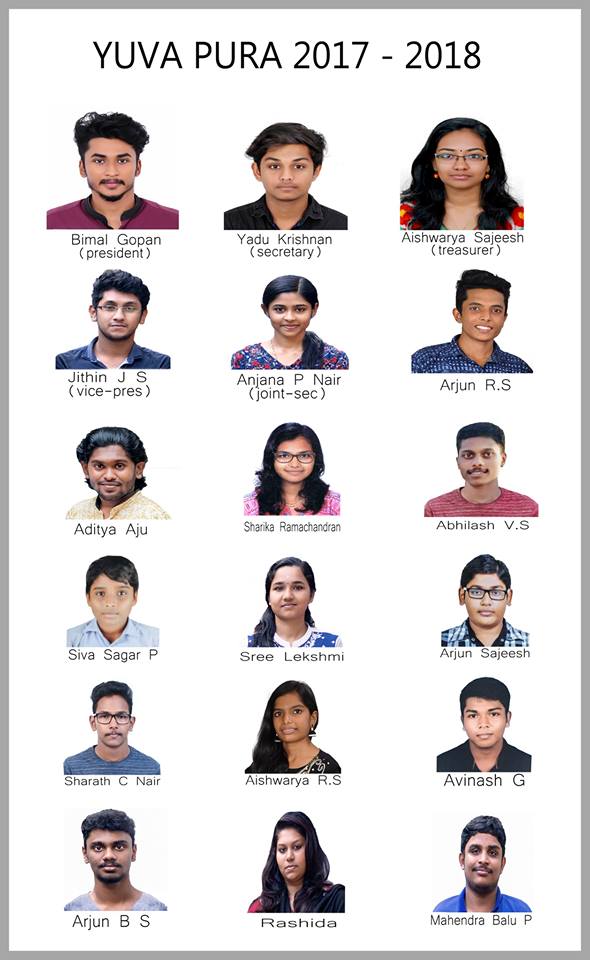 YUVA PURA 2017 - 2018
Bimal Gopan
(president)
Yadu Krishnan
(secretary)
Aishwarya Sajeesh
(treasurer)
Jithin J S
(vice-pres)
Anjana P Nair
(joint-sec)
Arjun R.S
Aditya Aju
Sharika Ramachandran
Abhilash V.S
Siva Sagar P
Sree Lekshmi
Arjun Sajeesh
Sharath C Nair
Aishwarya R.S
Avinash G
Arjun B S
Rashida
Mahendra Balu P